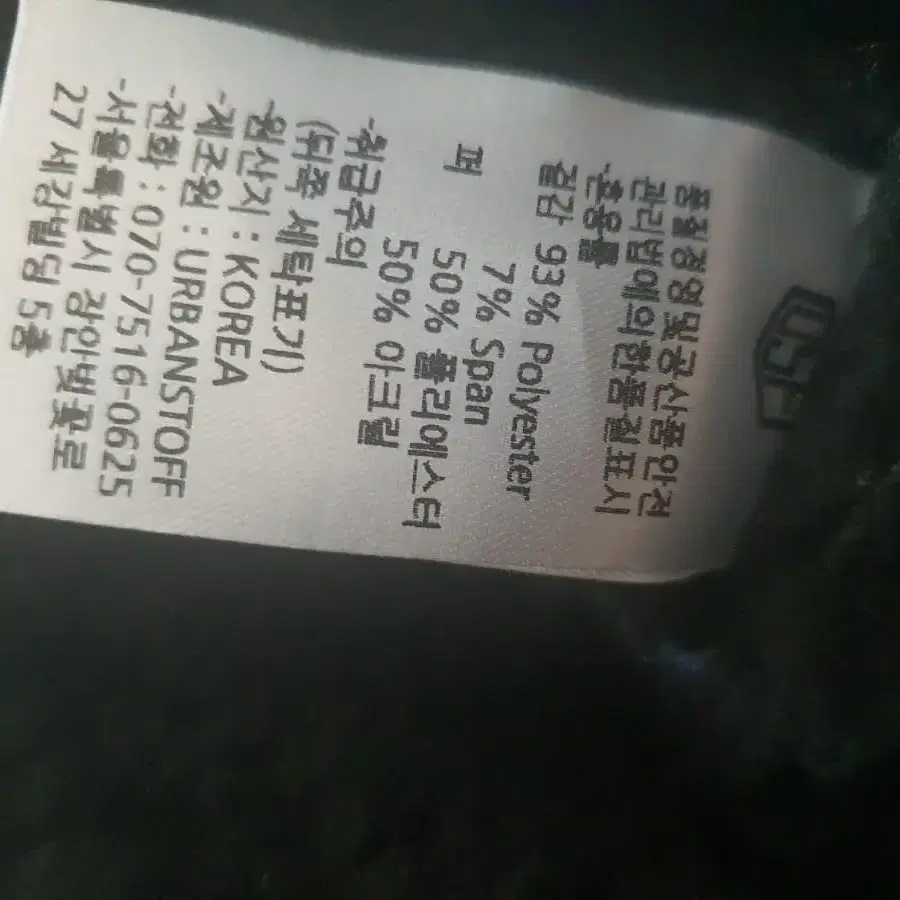 USF
품질경영및공산품안전
관리법에의한품질표시
-혼용률
겉감 93% Polyester
7% Span
퍼 50% 폴리에스터
50% 아크릴
-취급주의
(뒤쪽 세탁표기)
-원산지 : KOREA
-제조원 : URBANSTOFF
-전화 : 070-7516-0625
-서울특별시 강인벚꽃로
27 세강빌딩 5층